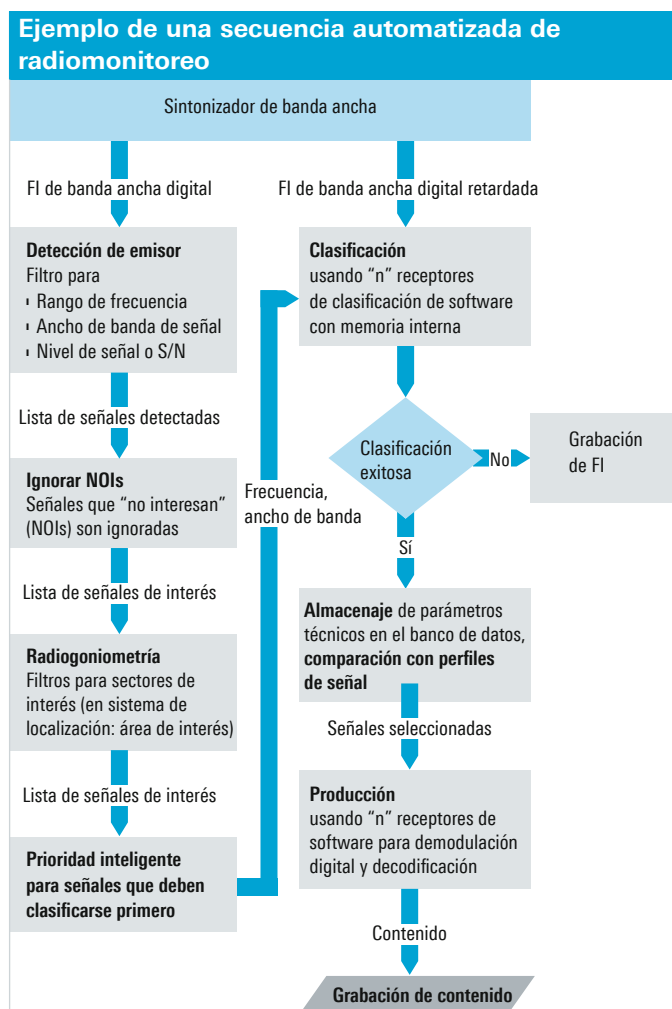 Ejemplo de una secuencia automatizada de
radiomonitoreo
Sintonizador de banda ancha
FI de banda ancha digital
Detección de emisor
Filtro para
Rango de frecuencia
Ancho de banda de señal
Nivel de señal o S/N
Lista de señales detectadas
Ignorar NOIs
Señales que “no interesan”
(NOIs) son ignoradas
Lista de señales de interés
Radiogoniometría
Filtros para sectores de
interés (en sistema de
localización: área de interés)
Lista de señales de interés
Prioridad inteligente
para señales que deben
clasificarse primero
Frecuencia,
ancho de banda
FI de banda ancha digital retardada
Clasificación
usando “n” receptores
de clasificación de software
con memoria interna
Clasificación
exitosa
No
Grabación
de FI
Sí
Almacenaje de parámetros
técnicos en el banco de datos,
comparación con perfiles
de señal
Señales seleccionadas
Producción
usando “n” receptores de
software para demodulación
digital y decodificación
Contenido
Grabación de contenido